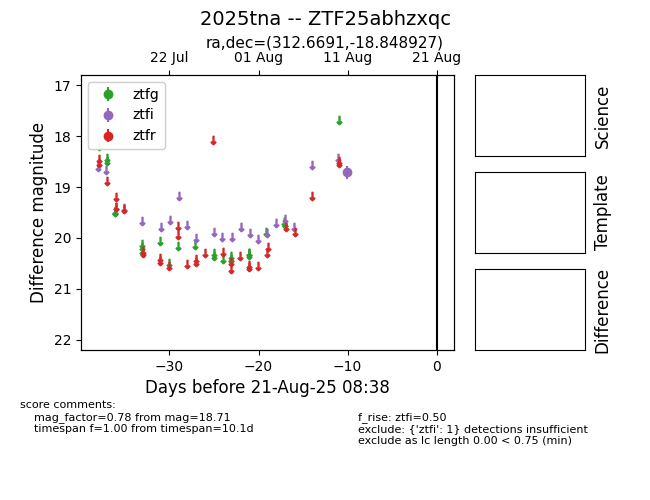 2025tna -- ZTF25abhzxqc
ra,dec=(312.6691,-18.848927)
22 Jul 01 Aug 11 Aug 21 Aug
17
18
19
20
21
22
Difference magnitude
ztfg
ztfi
ztfr
−30 −20 −10 0
Days before 21-Aug-25 08:38
Science
Template
Difference
score comments:
mag_factor=0.78 from mag=18.71
timespan f=1.00 from timespan=10.1d
f_rise: ztfi=0.50
exclude: {'ztfi': 1} detections insufficient
exclude as lc length 0.00 < 0.75 (min)